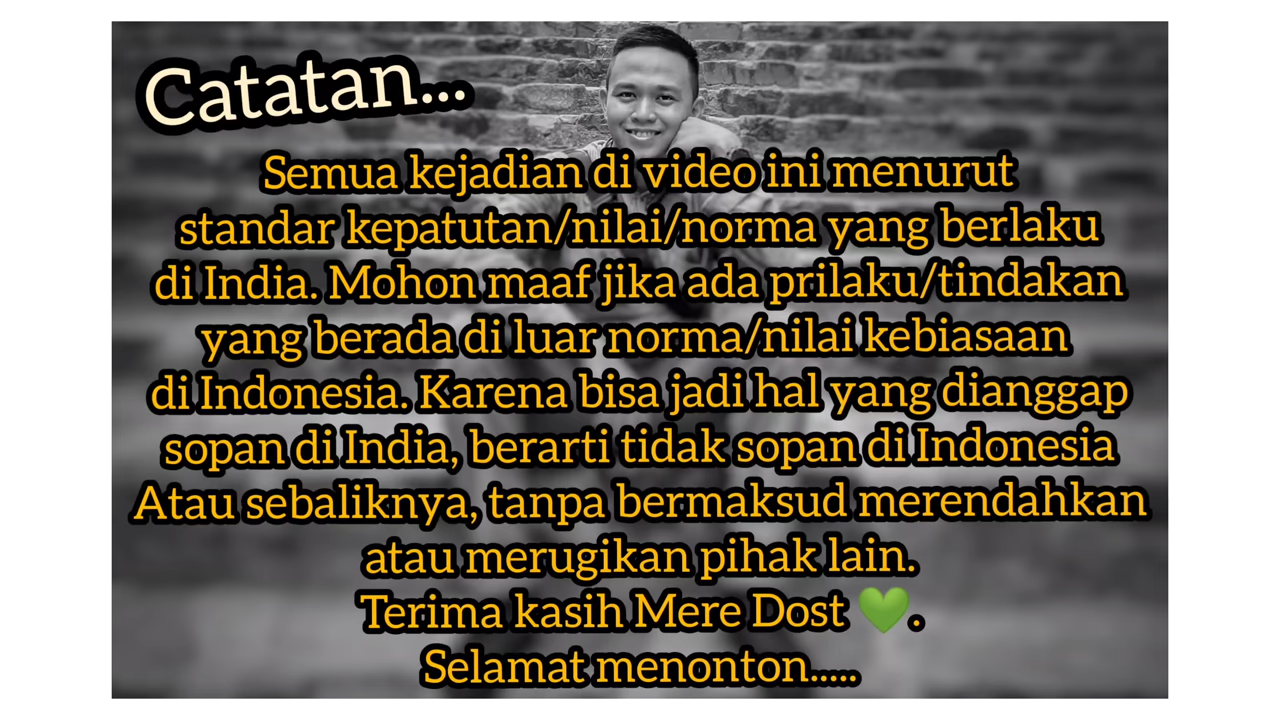 Catatan...
Semua kejadian di video ini menurut
standar kepatutan/nilai/norma yang berlaku
di India. Mohon maaf jika ada prilaku/tindakan
yang berada di luar norma/nilai kebiasaan
di Indonesia. Karena bisa jadi hal yang dianggap
sopan di India, berarti tidak sopan di Indonesia
Atau sebaliknya, tanpa bermaksud merendahkan
atau merugikan pihak lain.
Terima kasih Mere Dost 💚.
Selamat menonton.....